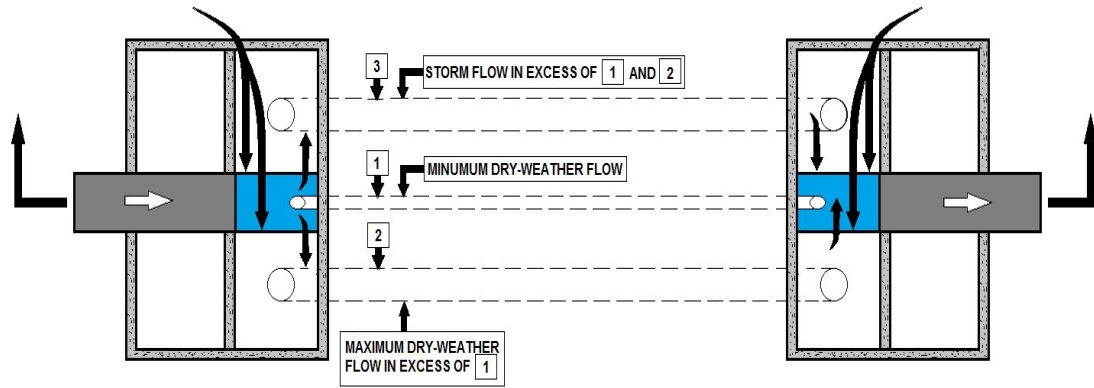 3
STORM FLOW IN EXCESS OF 1 AND 2
1
MINUMUM DRY-WEATHER FLOW
2
MAXIMUM DRY-WEATHER
FLOW IN EXCESS OF 1